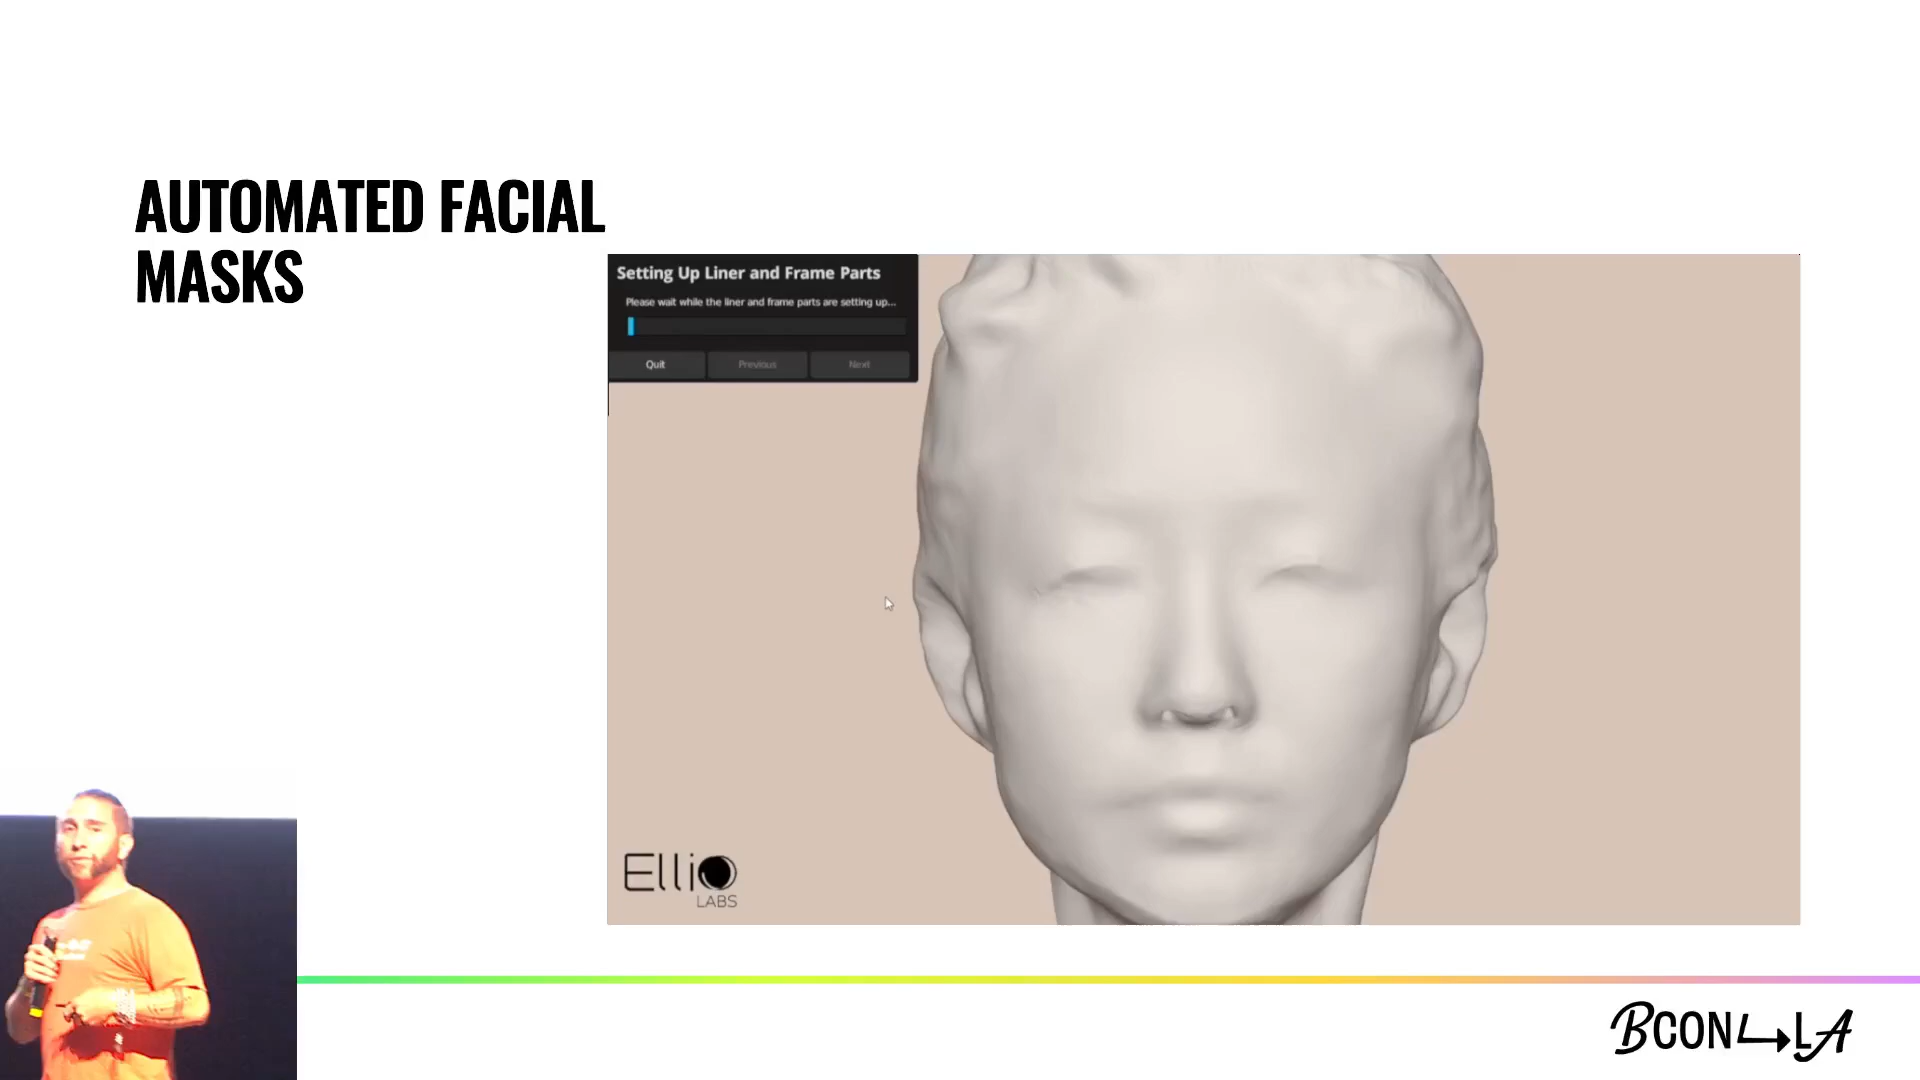 AUTOMATED FACIAL
MASKS
Setting Up Liner and Frame Parts
Please wait while the liner and frame parts are setting up...
Quit
Previous
Next
Ellio
LABS
BCON LA